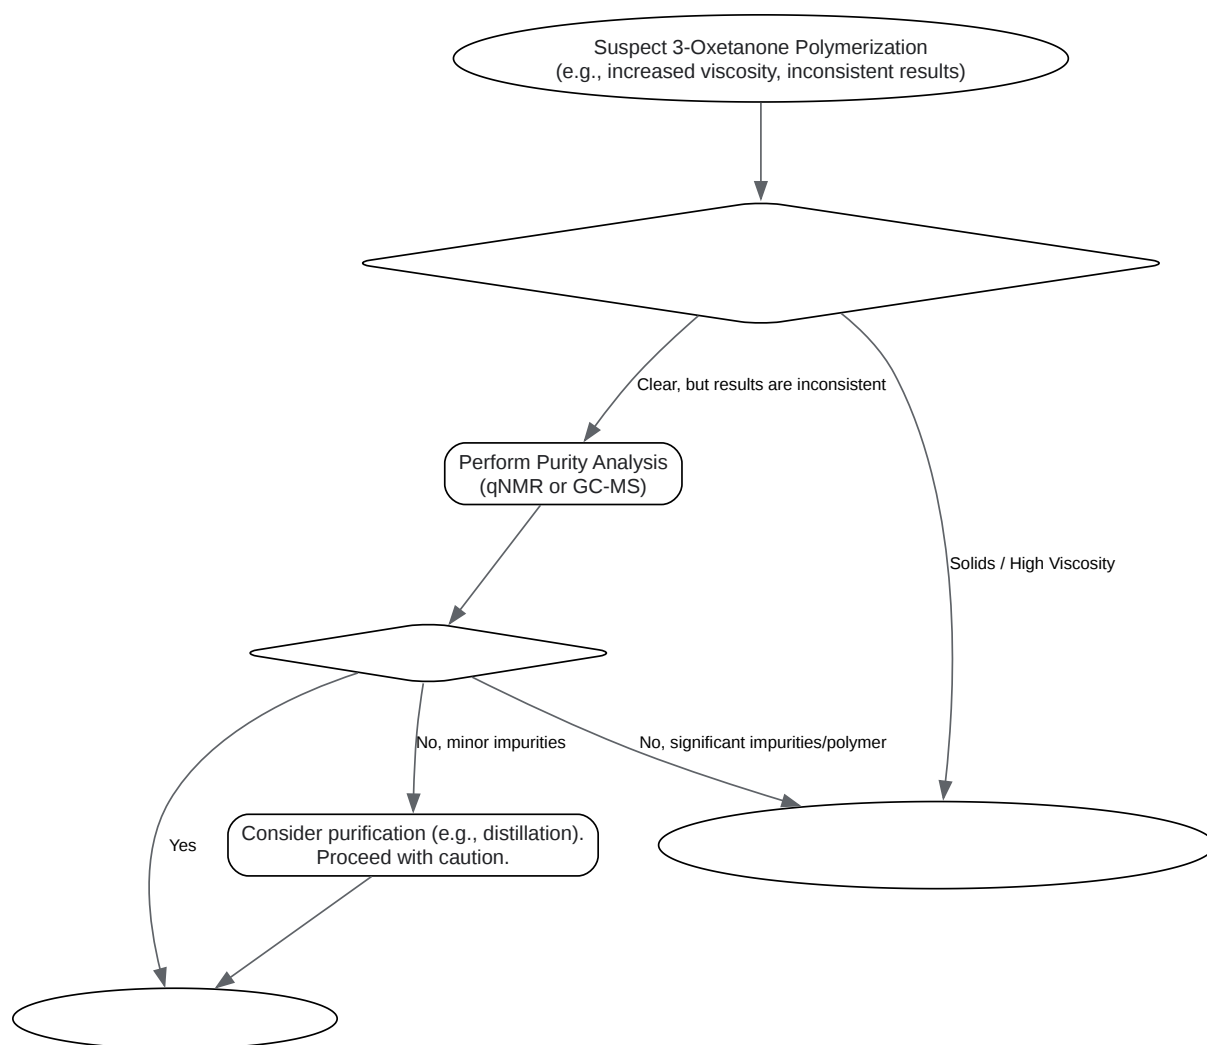 Suspect 3-Oxetanone Polymerization
(e.g., increased viscosity, inconsistent results)
Clear, but results are inconsistent
Perform Purity Analysis
(qNMR or GC-MS)
Solids / High Viscosity
No, minor impurities
No, significant impurities/polymer
Yes
Consider purification (e.g., distillation).
Proceed with caution.